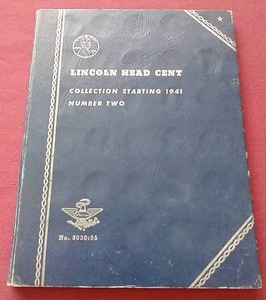 LINCOLN HEAD CENT
COLLECTION STARTING 1941
NUMBER TWO
No. 9030:35